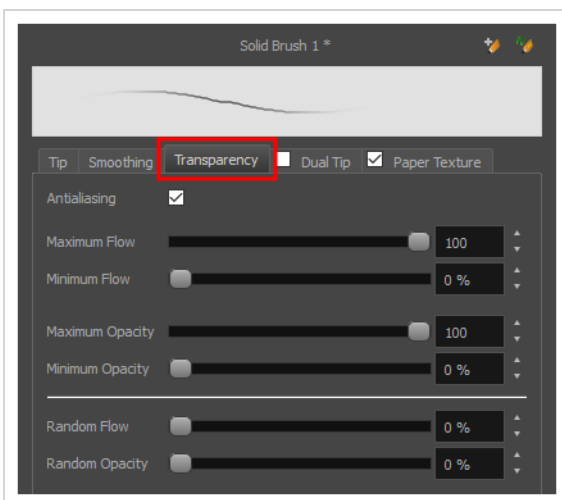 Solid Brush 1 *
Tip Smoothing Transparency Dual Tip Paper Texture
Antialiasing
Maximum Flow 100
Minimum Flow 0 %
Maximum Opacity 100
Minimum Opacity 0 %
Random Flow 0 %
Random Opacity 0 %